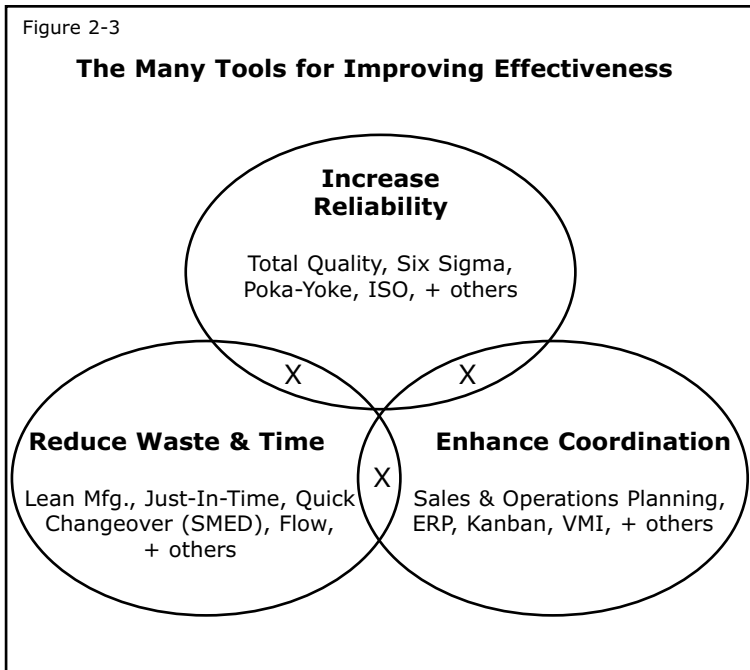 Figure 2-3
The Many Tools for Improving Effectiveness
Increase
Reliability
Total Quality, Six Sigma,
Poka-Yoke, ISO, + others
X
X
Reduce Waste & Time
Lean Mfg., Just-In-Time, Quick
Changeover (SMED), Flow,
+ others
X
Enhance Coordination
Sales & Operations Planning,
ERP, Kanban, VMI, + others